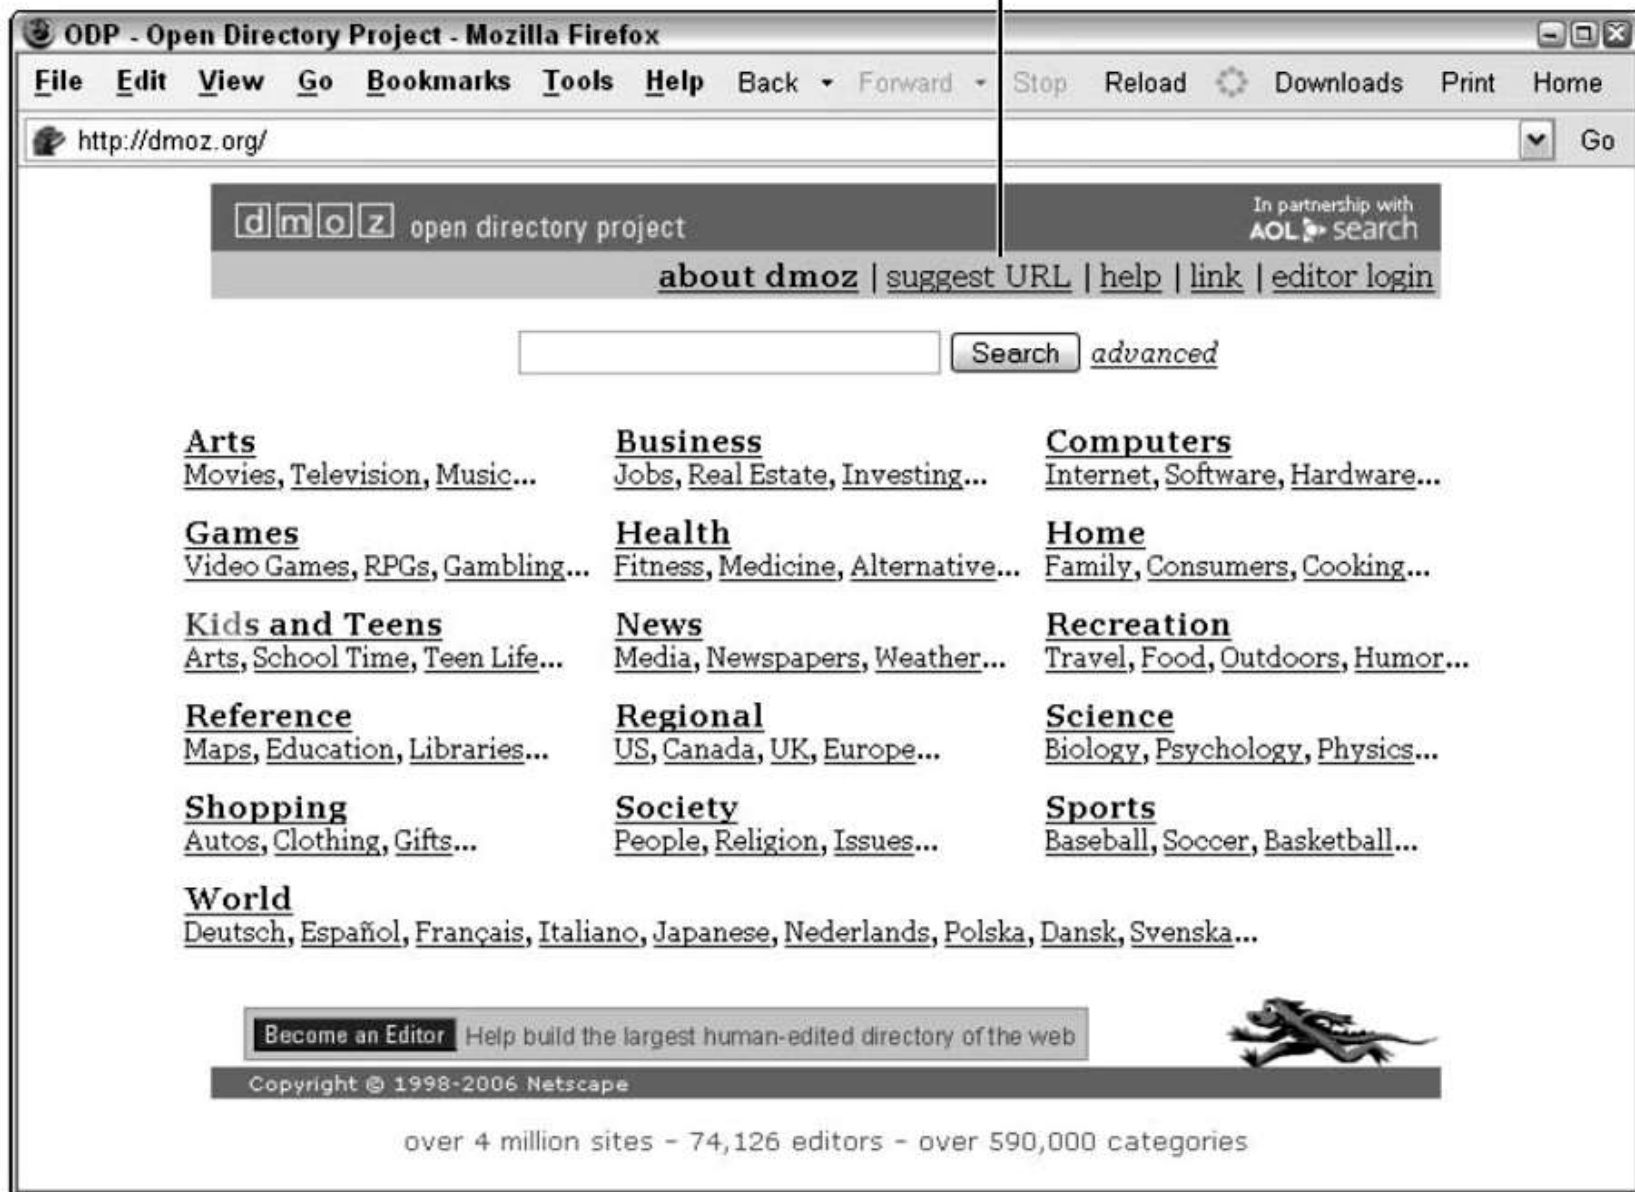 ODP - Open Directory Project - Mozilla Firefox
File Edit View Go Bookmarks Tools Help Back Forward Stop Reload Downloads Print Home
http://dmoz.org/ Go
dmoz open directory project
In partnership with
AOL search
about dmoz | suggest URL | help | link | editor login
Search advanced
Arts Business Computers
Movies, Television, Music... Jobs, Real Estate, Investing... Internet, Software, Hardware...
Games Health Home
Video Games, RPGs, Gambling... Fitness, Medicine, Alternative... Family, Consumers, Cooking...
Kids and Teens News Recreation
Arts, School Time, Teen Life... Media, Newspapers, Weather... Travel, Food, Outdoors, Humor...
Reference Regional Science
Maps, Education, Libraries... US, Canada, UK, Europe... Biology, Psychology, Physics...
Shopping Society Sports
Autos, Clothing, Gifts... People, Religion, Issues... Baseball, Soccer, Basketball...
World
Deutsch, Español, Français, Italiano, Japanese, Nederlands, Polska, Dansk, Svenska...
Become an Editor Help build the largest human-edited directory of the web
Copyright © 1998-2006 Netscape
over 4 million sites - 74,126 editors - over 590,000 categories